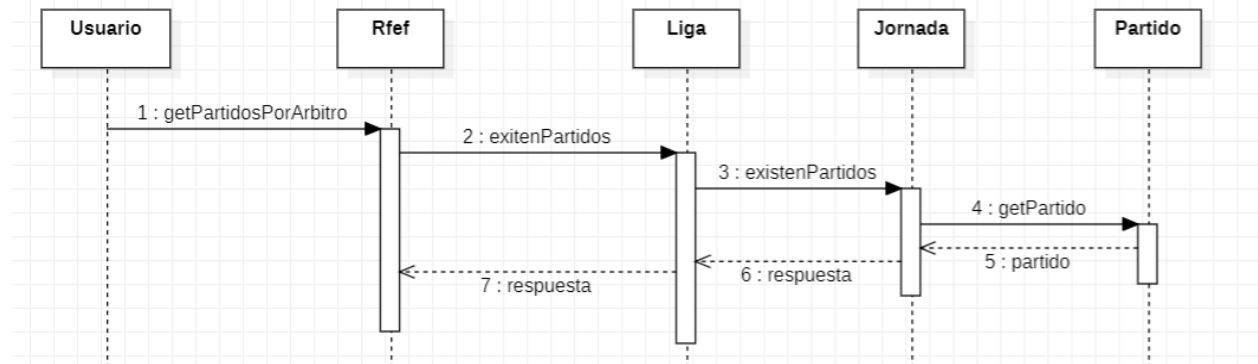 Usuario
Rfef
Liga
Jornada
Partido
1 : getPartidosPorArbitro
2 : exitenPartidos
3 : existenPartidos
4 : getPartido
5 : partido
6 : respuesta
7 : respuesta